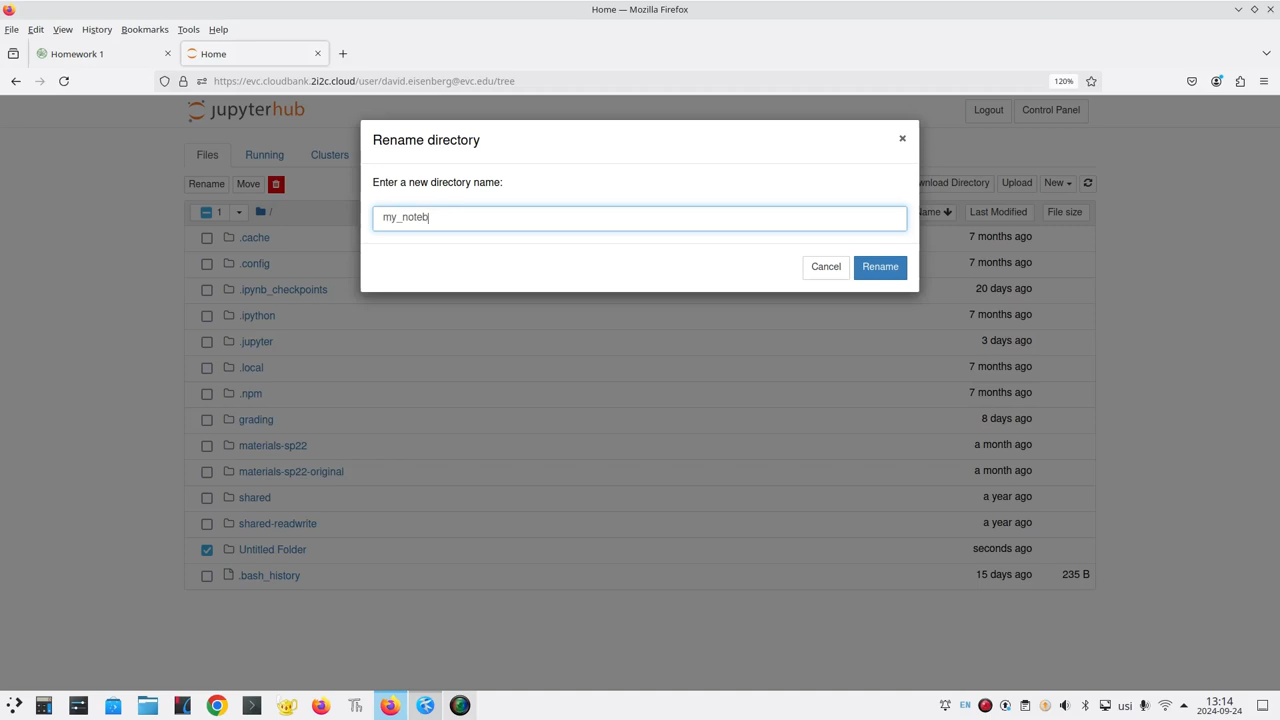 Home — Mozilla Firefox
File Edit View History Bookmarks Tools Help
Homework 1
Home
https://evc.cloudbank.2i2c.cloud/user/david.eisenberg@evc.edu/tree
120%
jupyterhub
Logout
Control Panel
Files
Running
Clusters
Rename
Move
wnload Directory
Upload
New
1
/
ame
Last Modified
File size
Rename directory
×
Enter a new directory name:
my_noteb
Cancel
Rename
.cache 7 months ago
.config 7 months ago
.ipynb_checkpoints 20 days ago
.ipython 7 months ago
.jupyter 3 days ago
.local 7 months ago
.npm 7 months ago
grading 8 days ago
materials-sp22 a month ago
materials-sp22-original a month ago
shared a year ago
shared-readwrite a year ago
Untitled Folder seconds ago
.bash_history 15 days ago 235 B
Th
EN
usi
13:14
2024-09-24